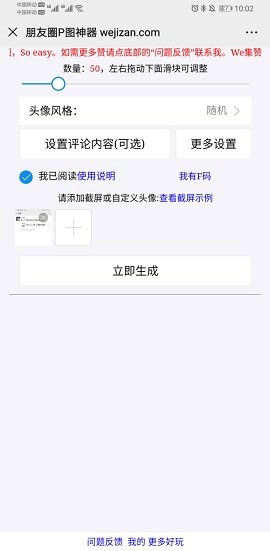 中国移动 HD
中国移动 HD
10:02
朋友圈P图神器 wejizan.com
，So easy。如需更多赞请点底部的“问题反馈”联系我。We集赞
数量：50，左右拖动下面滑块可调整
头像风格：
随机
设置评论内容(可选)
更多设置
我已阅读使用说明
我有F码
请添加截屏或自定义头像:查看截屏示例
立即生成
问题反馈 我的 更多好玩